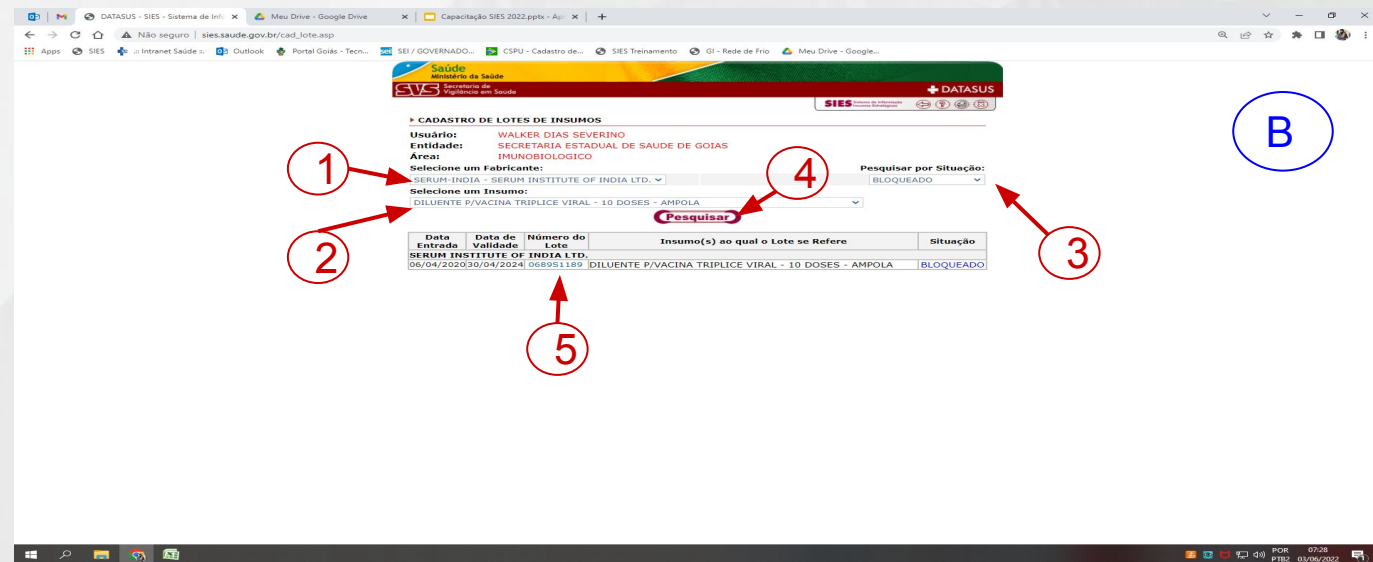 DATASUS - SIES - Sistema de Info
Meu Drive - Google Drive
Capacitação SIES 2022.pptx - Ap
Não seguro | sies.saude.gov.br/cad_lote.asp
Apps
SIES
.:: Intranet Saúde ::.
Outlook
Portal Goiás - Tecn...
SEI / GOVERNADO...
CSPU - Cadastro de...
SIES Treinamento
GI - Rede de Frio
Meu Drive - Google...
Saúde
Ministério da Saúde
SVS Secretaria de
Vigilância em Saúde
DATASUS
SIES
CADASTRO DE LOTES DE INSUMOS
B
Usuário: WALKER DIAS SEVERINO
Entidade: SECRETARIA ESTADUAL DE SAUDE DE GOIAS
Área: IMUNOBIOLOGICO
1
4
Selecione um Fabricante: Pesquisar por Situação:
SERUM-INDIA - SERUM INSTITUTE OF INDIA LTD. BLOQUEADO
Selecione um Insumo:
DILUENTE P/VACINA TRIPLICE VIRAL - 10 DOSES - AMPOLA
Pesquisar
2
3
Data Entrada Data de Validade Número do Lote Insumo(s) ao qual o Lote se Refere Situação
SERUM INSTITUTE OF INDIA LTD.
06/04/2020 30/04/2024 068951189 DILUENTE P/VACINA TRIPLICE VIRAL - 10 DOSES - AMPOLA BLOQUEADO
5
POR 07:28
PTB2 03/06/2022